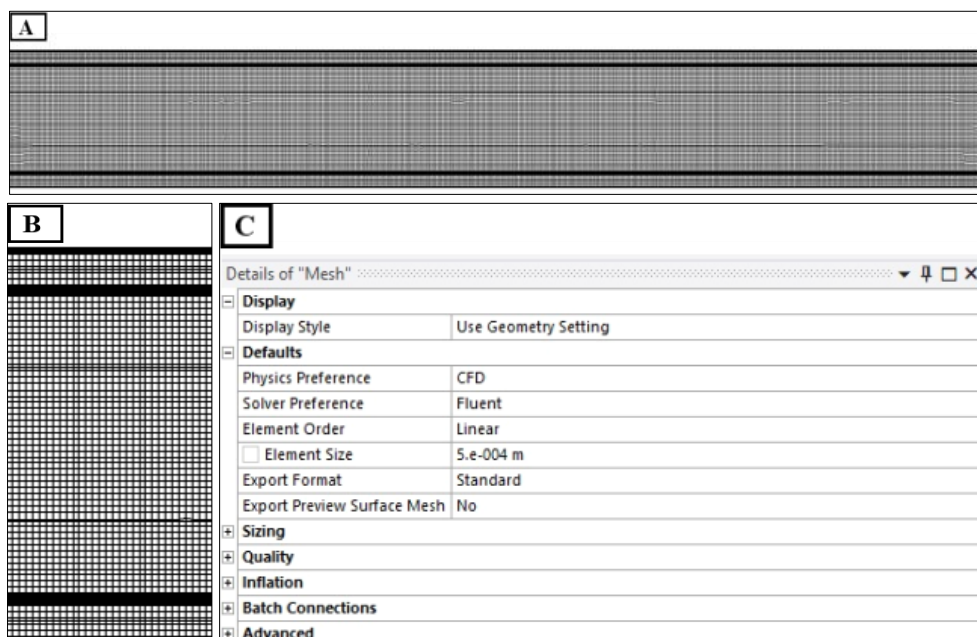 A
B
C
Details of "Mesh"
Display
Display Style Use Geometry Setting
Defaults
Physics Preference CFD
Solver Preference Fluent
Element Order Linear
Element Size 5.e-004 m
Export Format Standard
Export Preview Surface Mesh No
Sizing
Quality
Inflation
Batch Connections
Advanced